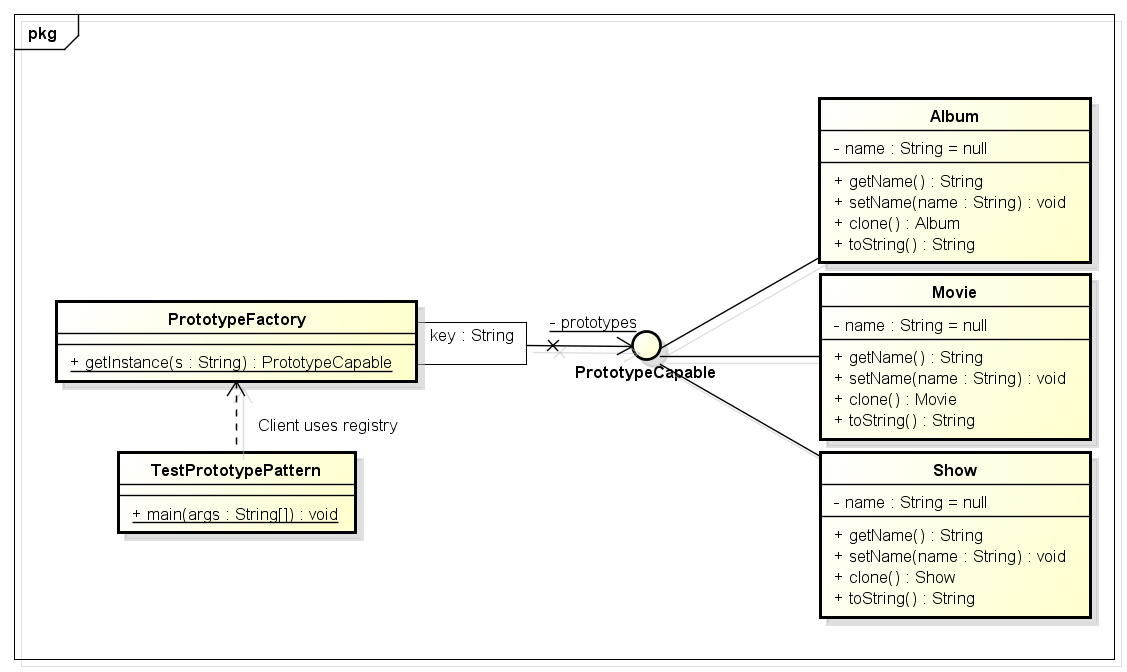 pkg
Album
- name : String = null
+ getName() : String
+ setName(name : String) : void
+ clone() : Album
+ toString() : String
Movie
- name : String = null
+ getName() : String
+ setName(name : String) : void
+ clone() : Movie
+ toString() : String
PrototypeFactory
+ getInstance(s : String) : PrototypeCapable
key : String
- prototypes
PrototypeCapable
Client uses registry
TestPrototypePattern
+ main(args : String[]) : void
Show
- name : String = null
+ getName() : String
+ setName(name : String) : void
+ clone() : Show
+ toString() : String